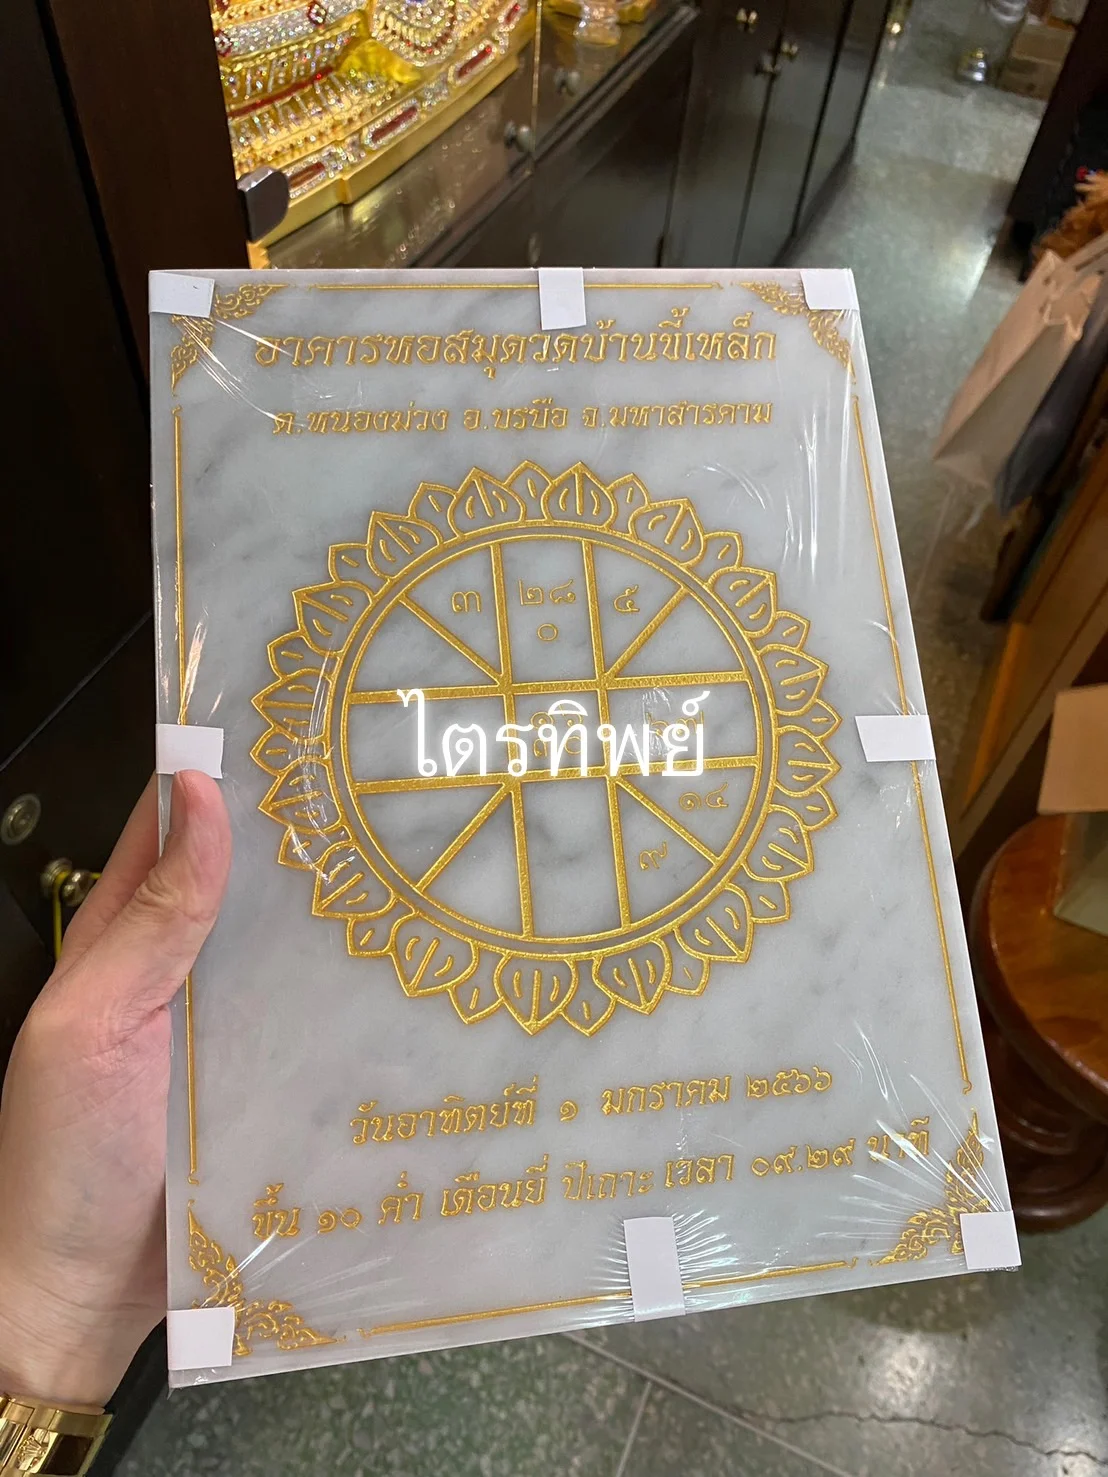 อาคารหอสมุดวัดบ้านขี้เหล็ก
ต.หนองม่วง อ.บรบือ จ.มหาสารคาม
๓ ๒๘ ๕
๐
ไตรทิพย์
๑๔
๙
วันอาทิตย์ที่ ๑ มกราคม ๒๕๖๖
ขึ้น ๑๐ ค่ำ เดือนยี่ ปีเถาะ เวลา ๐๙.๒๙ นาที